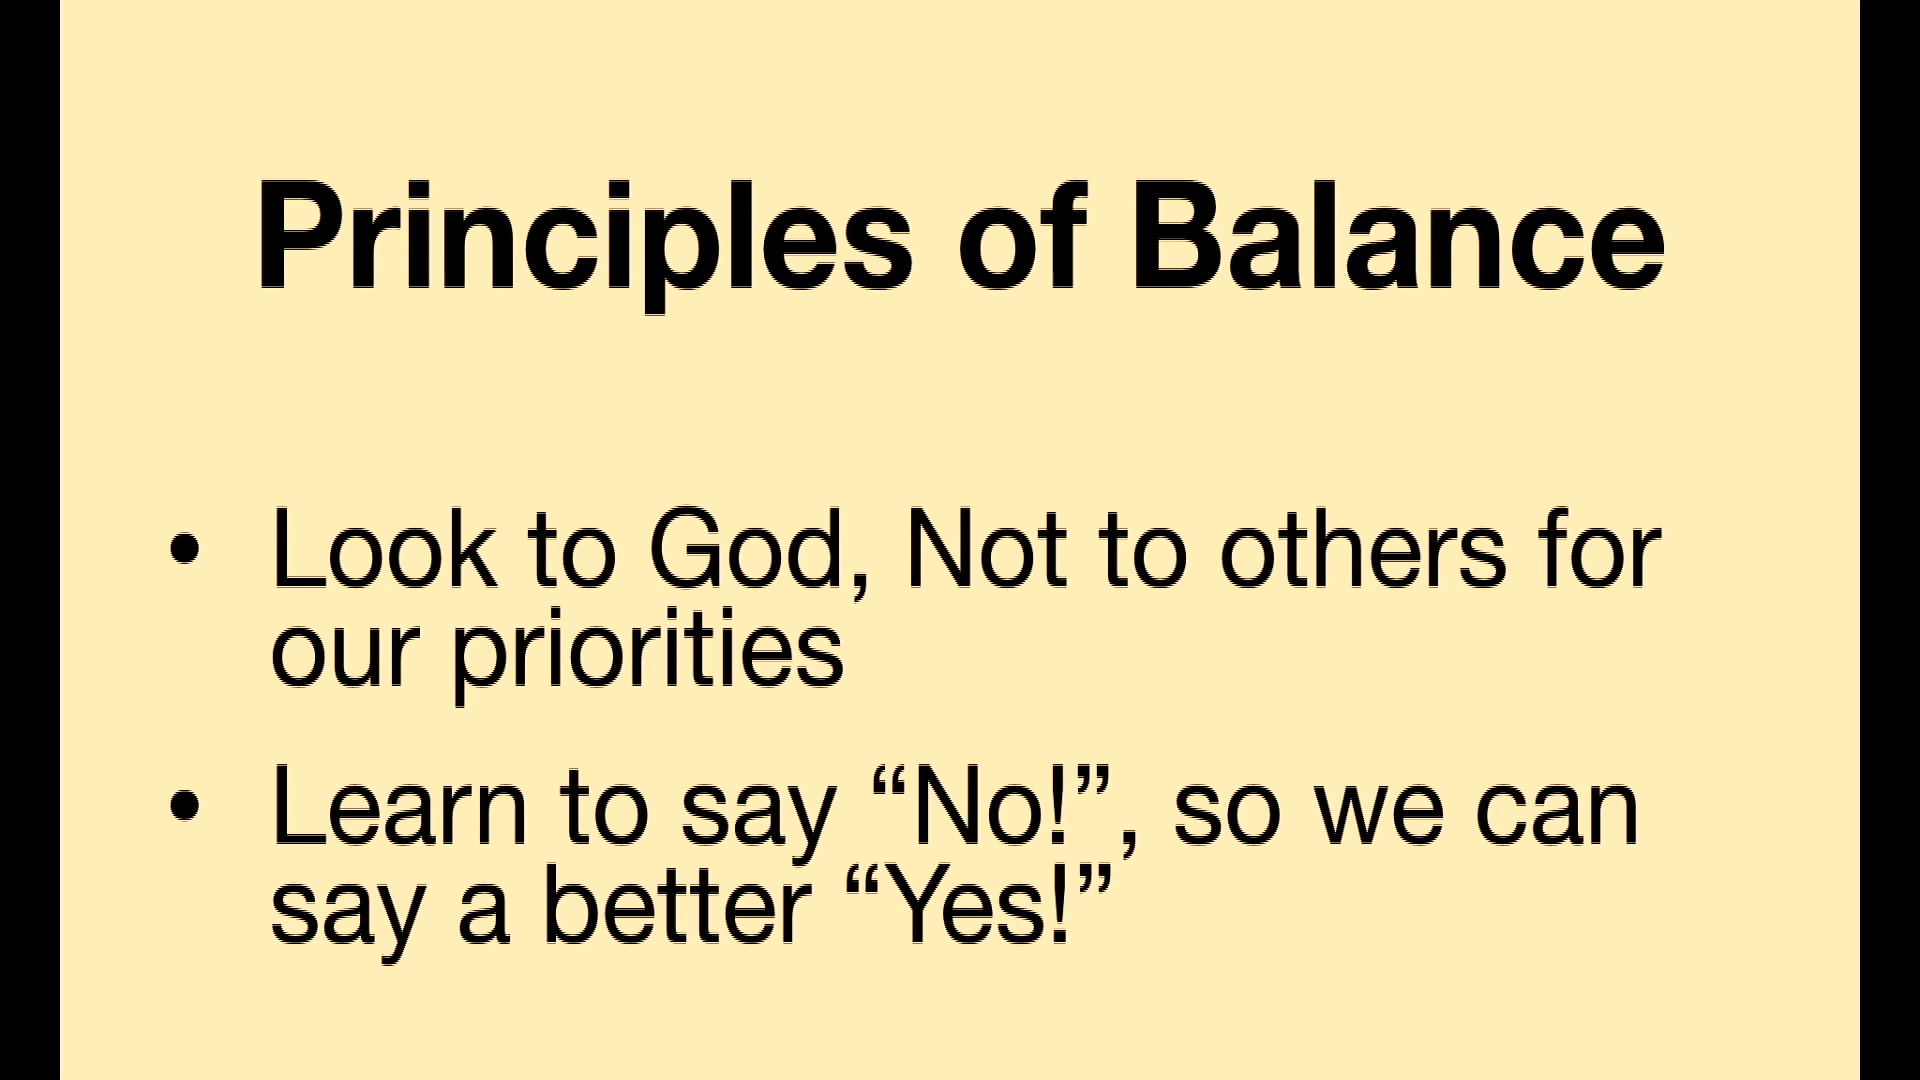 Principles of Balance
• Look to God, Not to others for
our priorities
• Learn to say “No!”, so we can
say a better “Yes!”